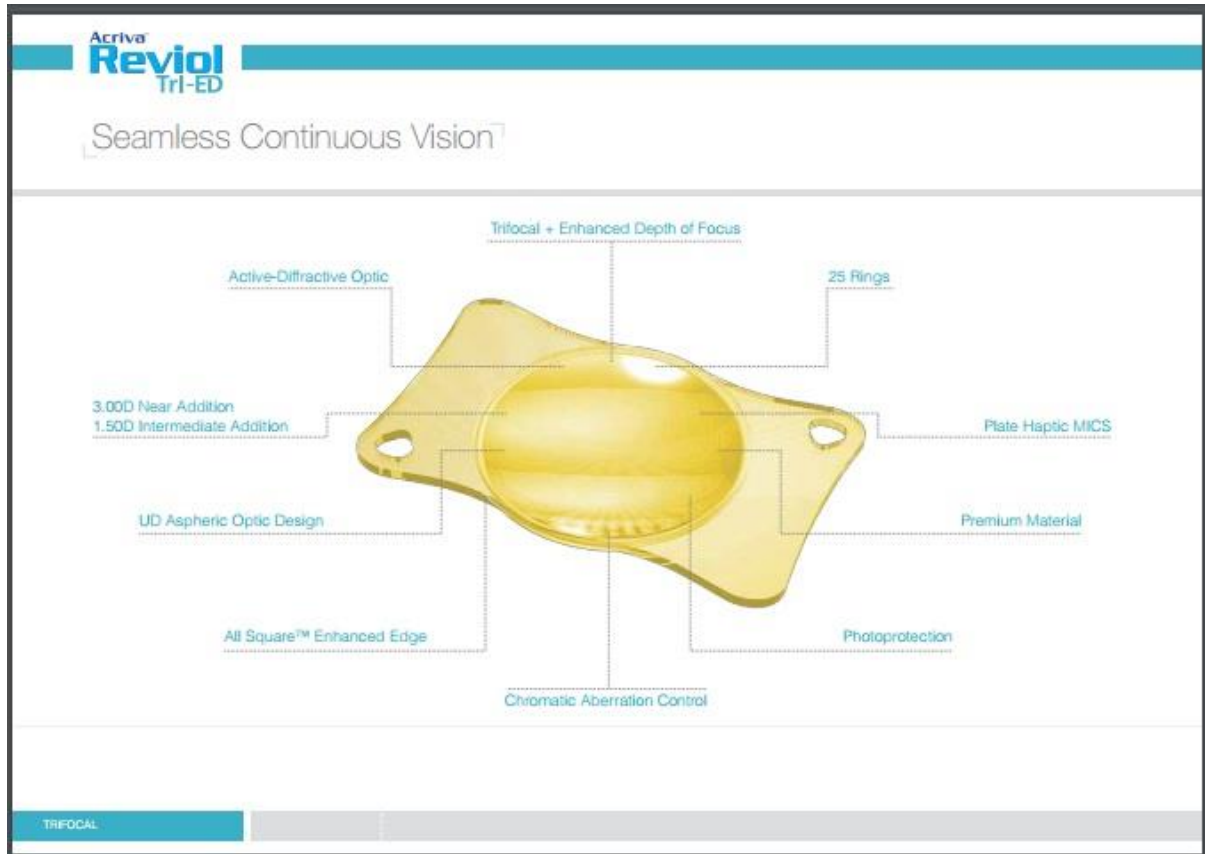 Acriva
Reviol
Tri-ED
Seamless Continuous Vision
Trifocal + Enhanced Depth of Focus
Active-Diffractive Optic
25 Rings
3.00D Near Addition
1.50D Intermediate Addition
Plate Haptic MICS
UD Aspheric Optic Design
Premium Material
All Square™ Enhanced Edge
Photoprotection
Chromatic Aberration Control
TRIFOCAL